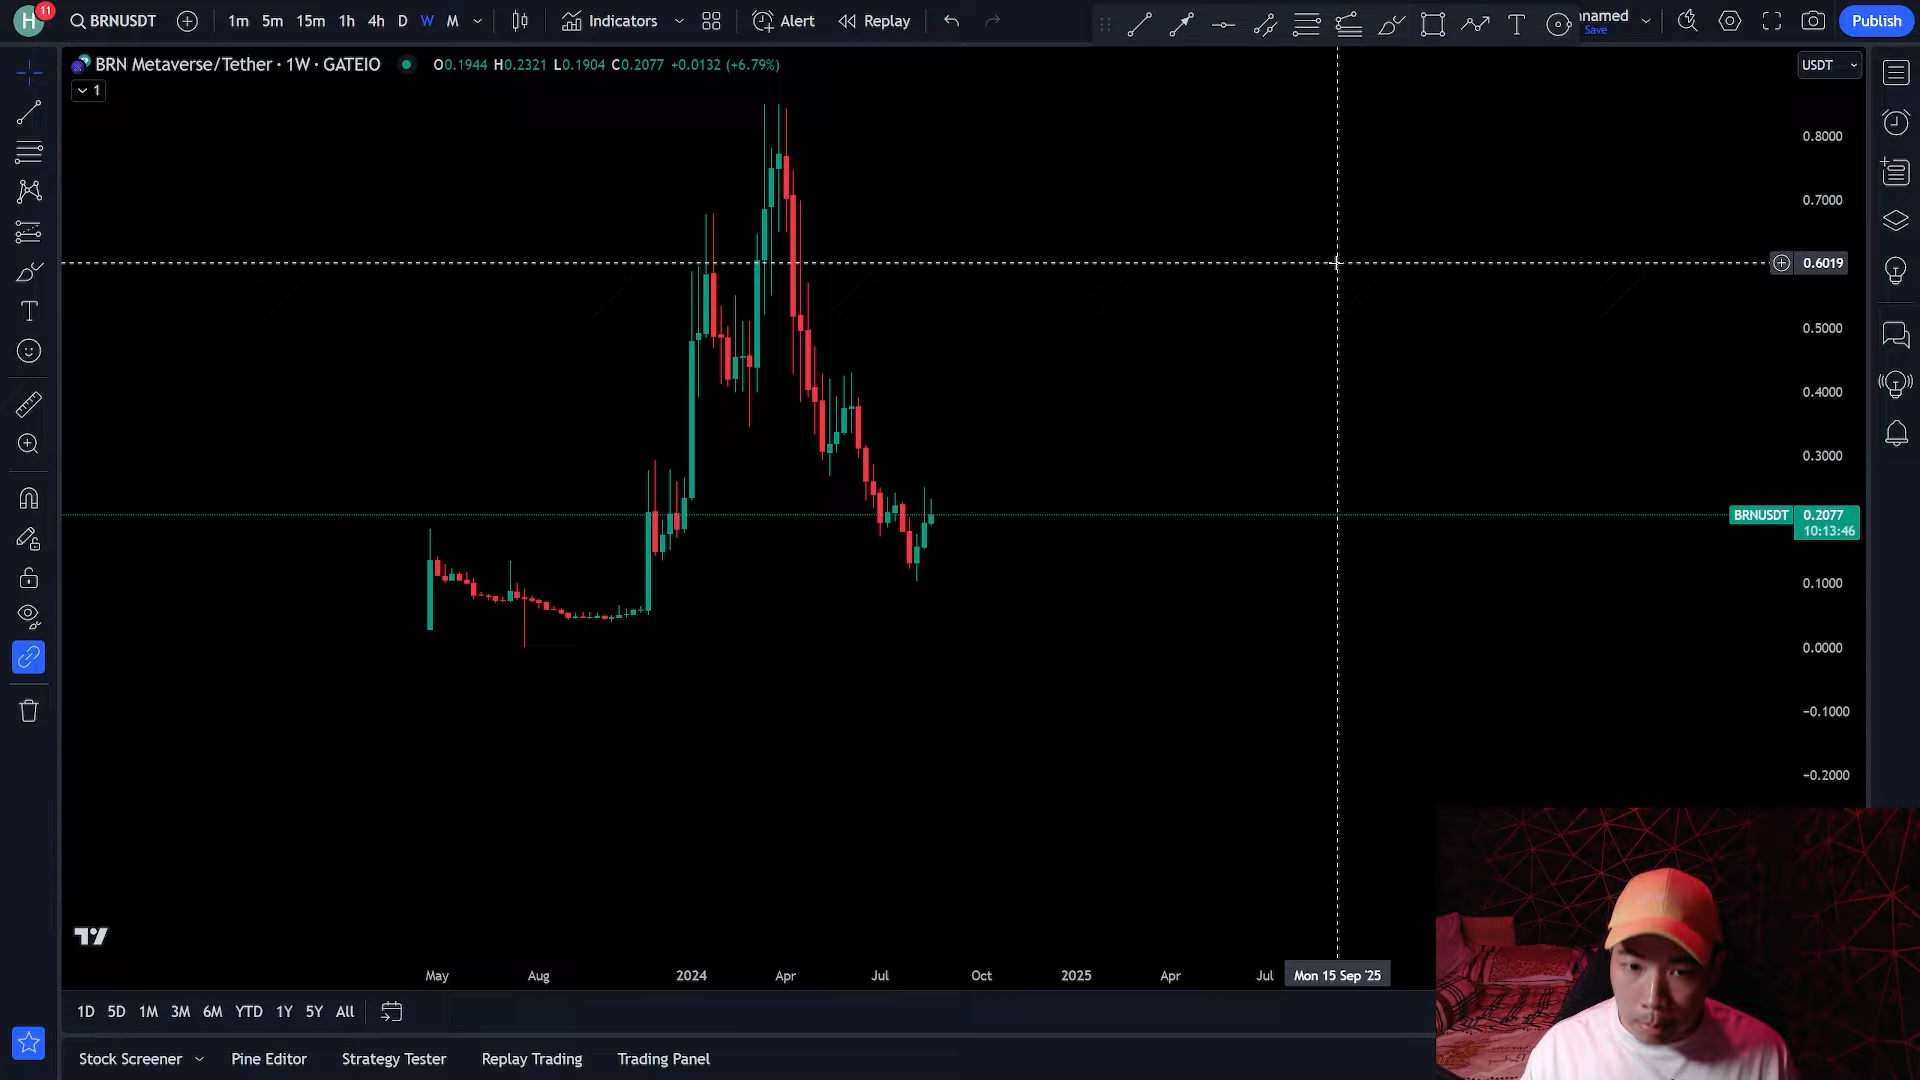 H 11 BRNUSDT 1m 5m 15m 1h 4h D W M Indicators Alert Replay Save Publish
BRN Metaverse/Tether · 1W · GATEIO O0.1944 H0.2321 L0.1904 C0.2077 +0.0132 (+6.79%) USDT
1
0.8000
0.7000
0.6019
0.5000
0.4000
0.3000
BRNUSDT 0.2077
10:13:46
0.1000
0.0000
−0.1000
−0.2000
May Aug 2024 Apr Jul Oct 2025 Apr Jul Mon 15 Sep '25
1D 5D 1M 3M 6M YTD 1Y 5Y All
Stock Screener Pine Editor Strategy Tester Replay Trading Trading Panel